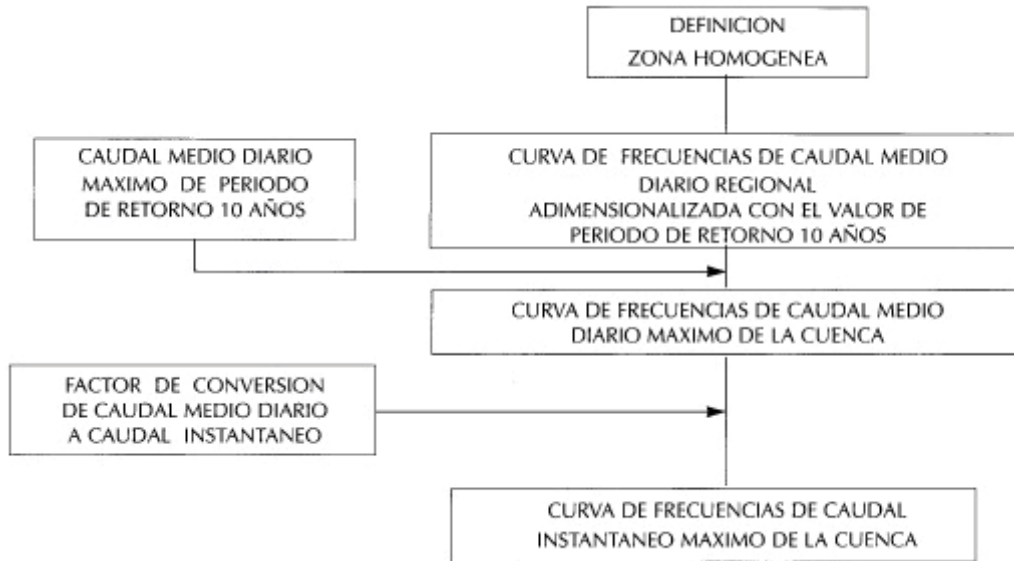 DEFINICION
ZONA HOMOGENEA
CAUDAL MEDIO DIARIO
MAXIMO DE PERIODO
DE RETORNO 10 AÑOS
CURVA DE FRECUENCIAS DE CAUDAL MEDIO
DIARIO REGIONAL
ADIMENSIONALIZADA CON EL VALOR DE
PERIODO DE RETORNO 10 AÑOS
CURVA DE FRECUENCIAS DE CAUDAL MEDIO
DIARIO MAXIMO DE LA CUENCA
FACTOR DE CONVERSION
DE CAUDAL MEDIO DIARIO
A CAUDAL INSTANTANEO
CURVA DE FRECUENCIAS DE CAUDAL
INSTANTANEO MAXIMO DE LA CUENCA